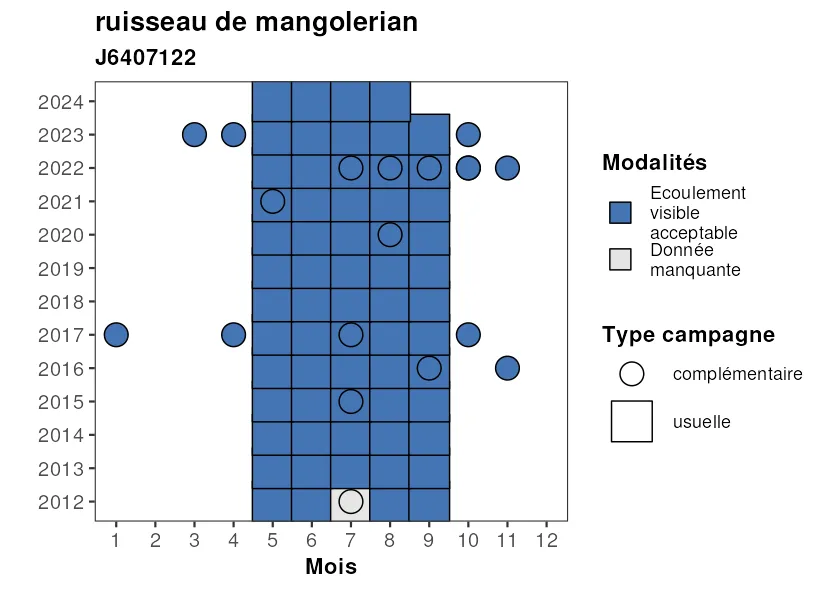 ruisseau de mangolerian
J6407122
2024
2023
2022
2021
2020
2019
2018
2017
2016
2015
2014
2013
2012
1 2 3 4 5 6 7 8 9 10 11 12
Mois
Modalités
Ecoulement
visible
acceptable
Donnée
manquante
Type campagne
complémentaire
usuelle